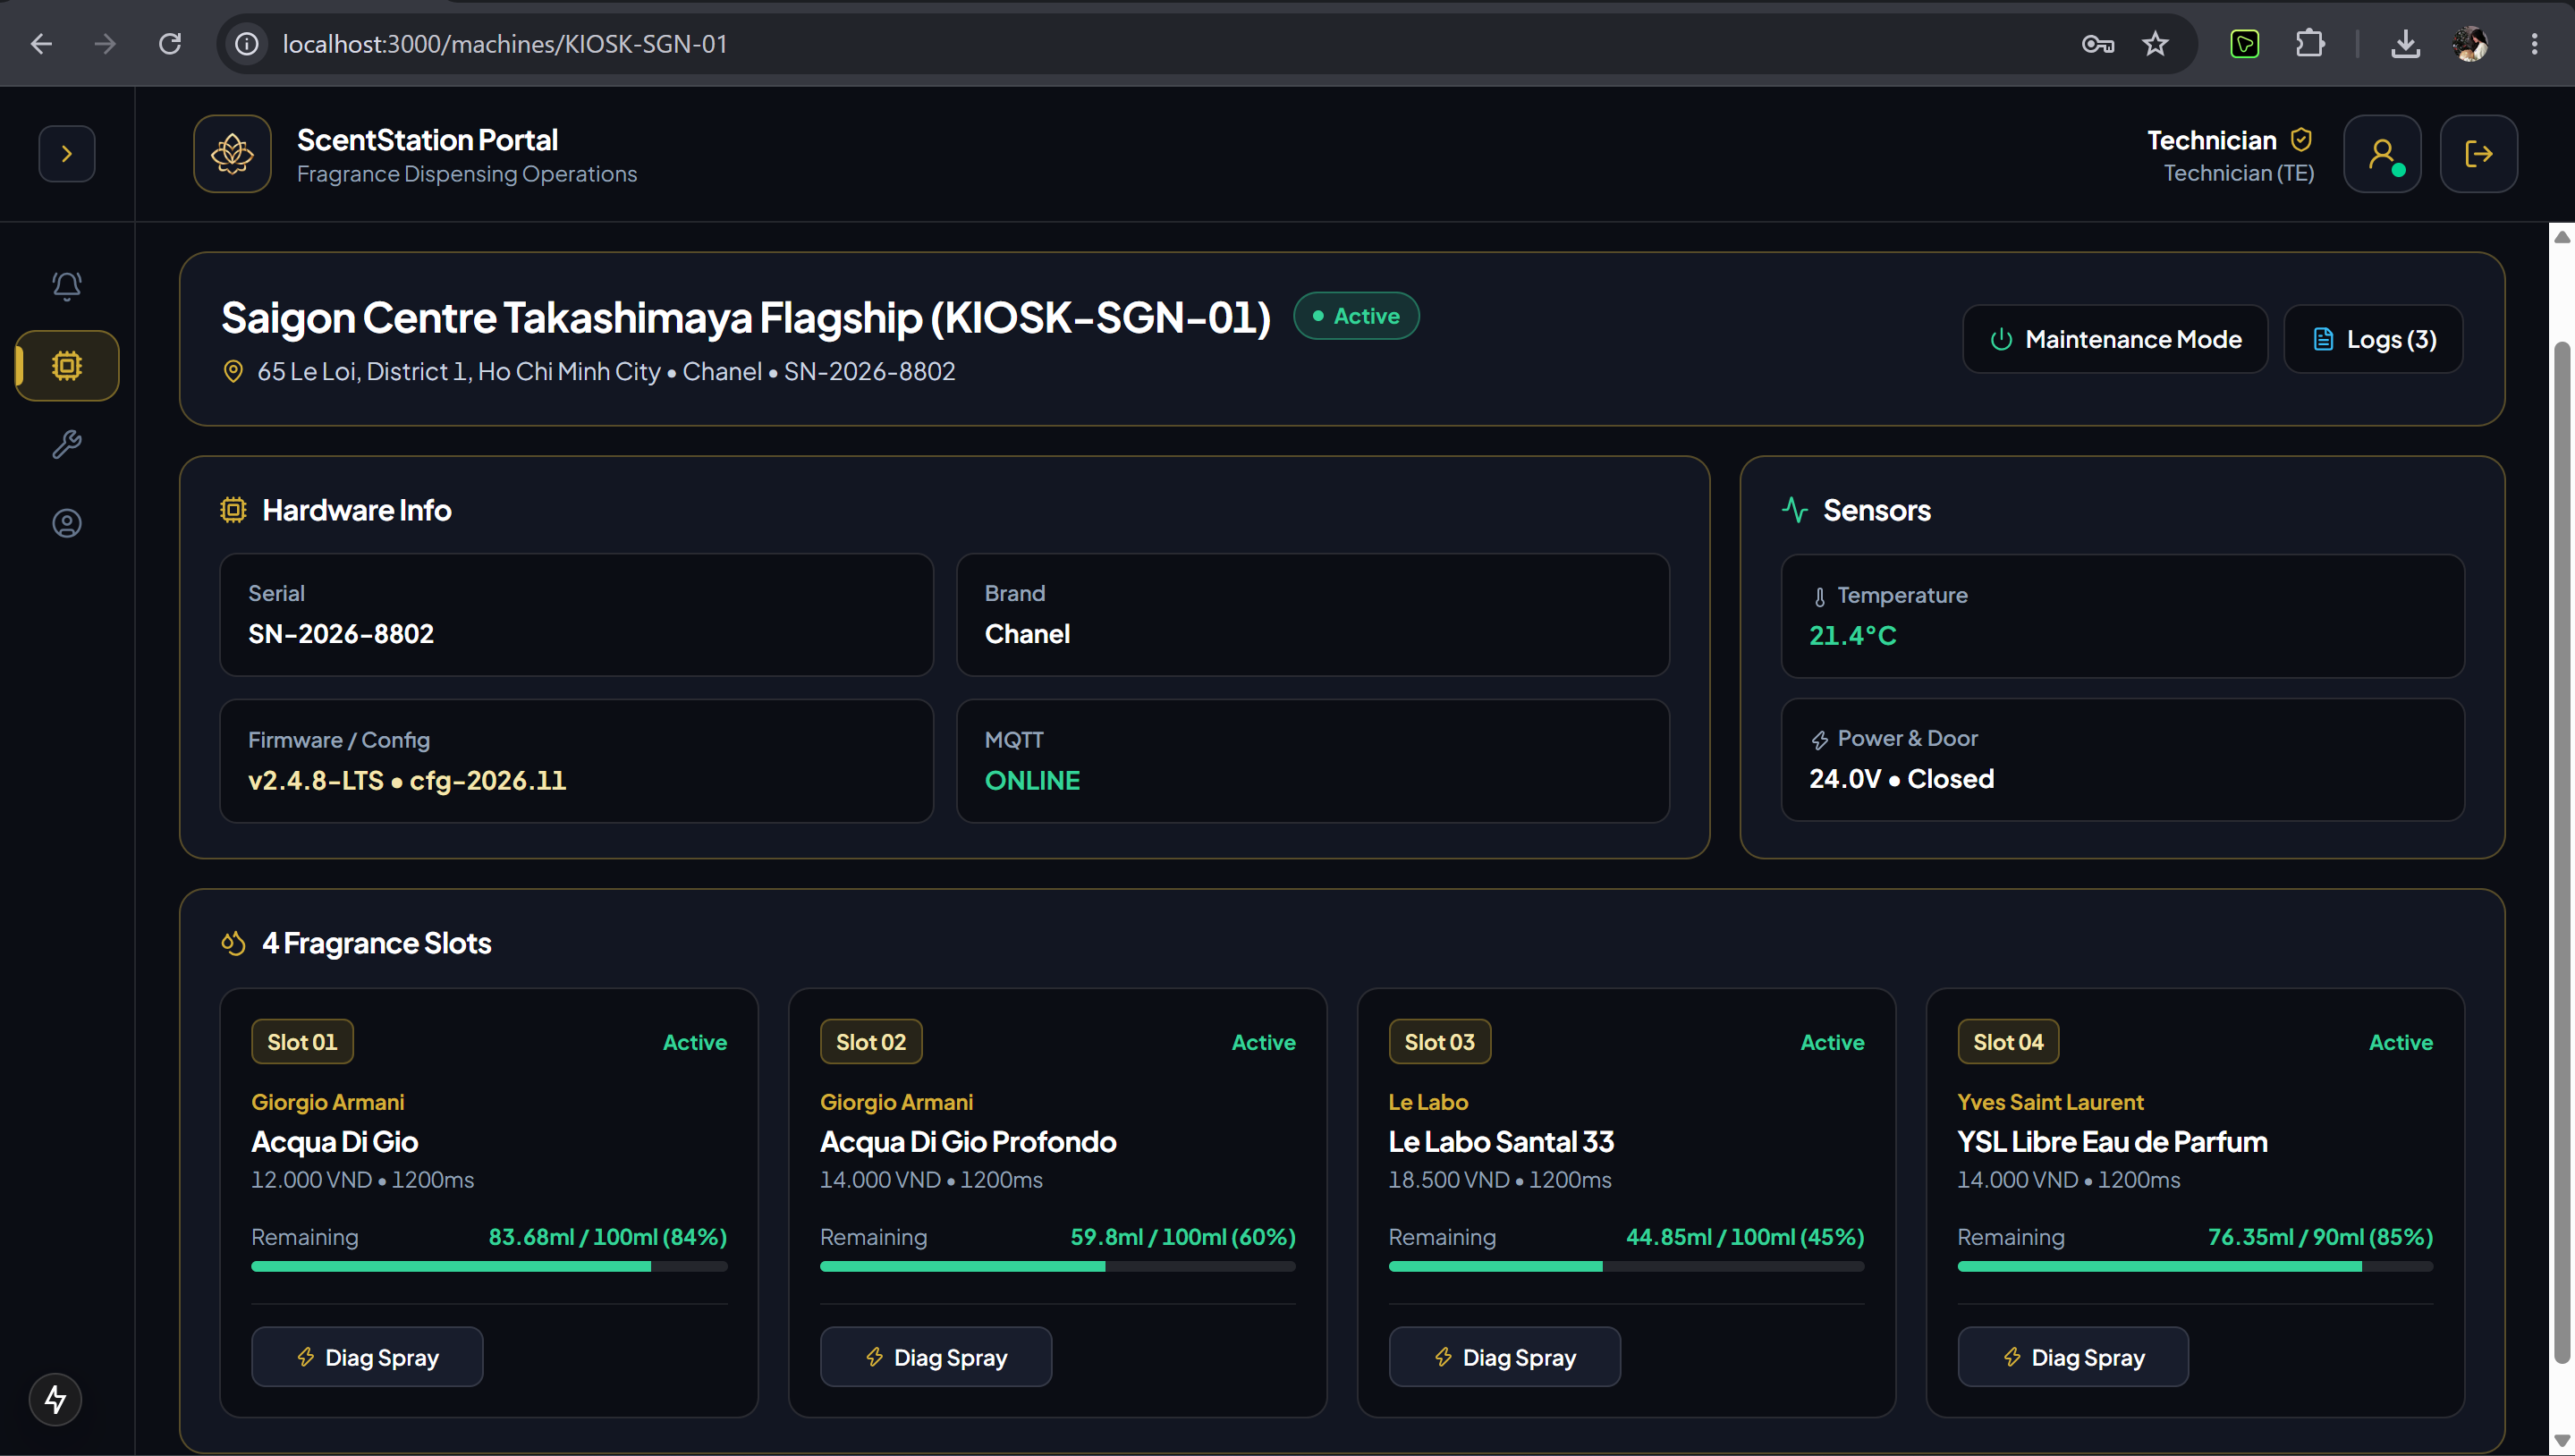 localhost:3000/machines/KIOSK-SGN-01
ScentStation Portal
Fragrance Dispensing Operations
Technician
Technician (TE)
Saigon Centre Takashimaya Flagship (KIOSK-SGN-01)
Active
65 Le Loi, District 1, Ho Chi Minh City • Chanel • SN-2026-8802
Maintenance Mode
Logs (3)
Hardware Info
Serial
SN-2026-8802
Brand
Chanel
Firmware / Config
v2.4.8-LTS • cfg-2026.11
MQTT
ONLINE
Sensors
Temperature
21.4°C
Power & Door
24.0V • Closed
4 Fragrance Slots
Slot 01
Active
Giorgio Armani
Acqua Di Gio
12.000 VND • 1200ms
Remaining
83.68ml / 100ml (84%)
Diag Spray
Slot 02
Active
Giorgio Armani
Acqua Di Gio Profondo
14.000 VND • 1200ms
Remaining
59.8ml / 100ml (60%)
Diag Spray
Slot 03
Active
Le Labo
Le Labo Santal 33
18.500 VND • 1200ms
Remaining
44.85ml / 100ml (45%)
Diag Spray
Slot 04
Active
Yves Saint Laurent
YSL Libre Eau de Parfum
14.000 VND • 1200ms
Remaining
76.35ml / 90ml (85%)
Diag Spray